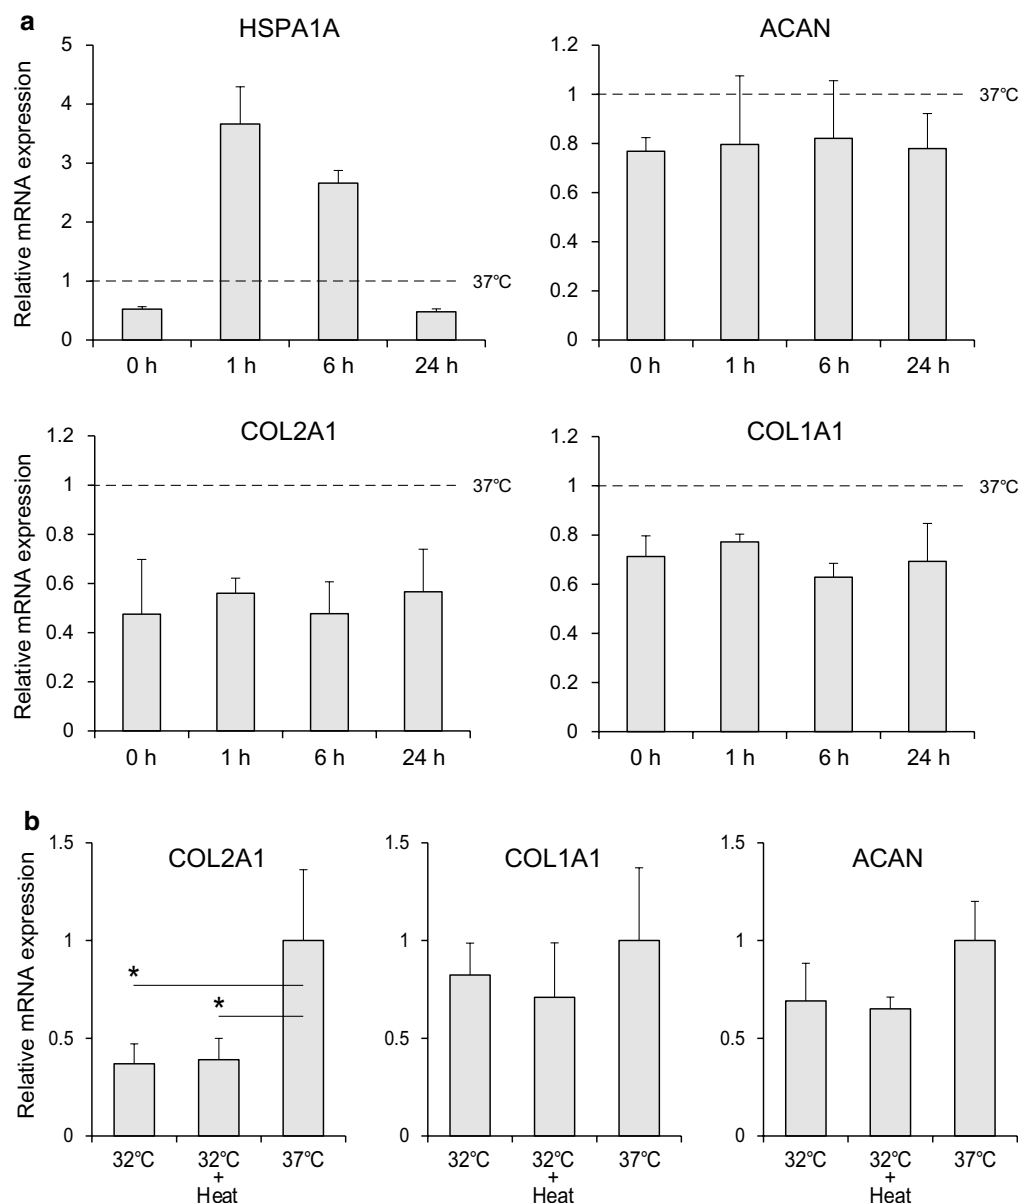 a
HSPA1A
Relative mRNA expression
5
4
3
2
1
0
37°C
0 h 1 h 6 h 24 h
ACAN
1.2
1
0.8
0.6
0.4
0.2
0
37°C
0 h 1 h 6 h 24 h
COL2A1
Relative mRNA expression
1.2
1
0.8
0.6
0.4
0.2
0
37°C
0 h 1 h 6 h 24 h
COL1A1
1.2
1
0.8
0.6
0.4
0.2
0
37°C
0 h 1 h 6 h 24 h
b
COL2A1
Relative mRNA expression
1.5
1
0.5
0
*
*
32°C 32°C 37°C
+
Heat
COL1A1
1.5
1
0.5
0
32°C 32°C 37°C
+
Heat
ACAN
1.5
1
0.5
0
32°C 32°C 37°C
+
Heat